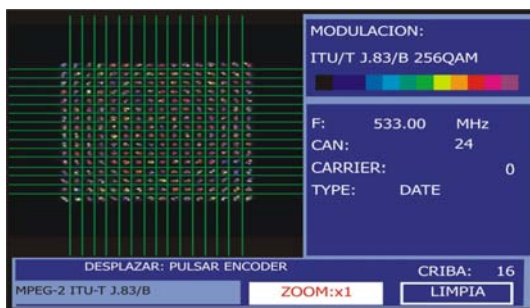 MODULACION:
ITU/T J.83/B 256QAM
F: 533.00 MHz
CAN: 24
CARRIER: 0
TYPE: DATE
DESPLAZAR: PULSAR ENCODER
CRIBA: 16
MPEG-2 ITU-T J.83/B
ZOOM:x1
LIMPIA